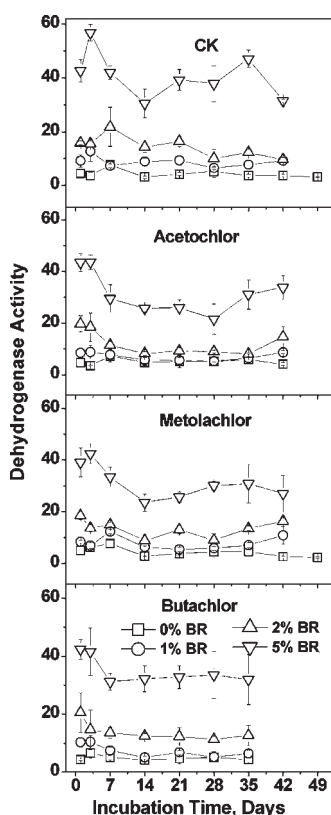 CK
60
40
20
0
Acetochlor
60
40
20
0
Dehydrogenase Activity
Metolachlor
60
40
20
0
Butachlor
60
40
20
0
0% BR
2% BR
1% BR
5% BR
0 7 14 21 28 35 42 49
Incubation Time, Days